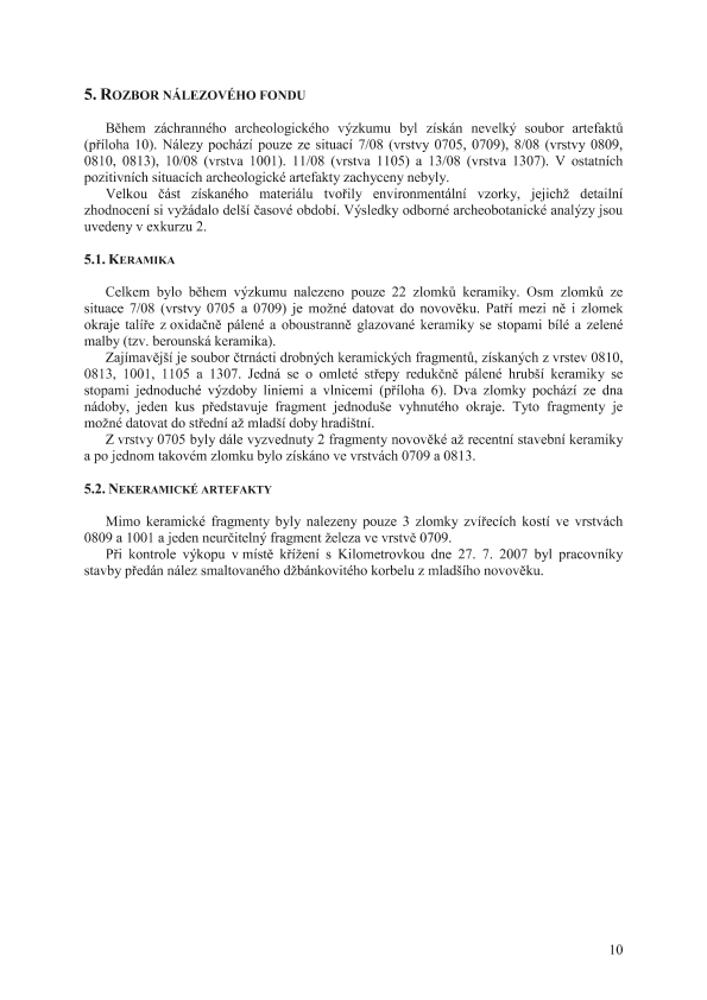 5. ROZBOR NÁLEZOVÉHO FONDU
Během záchranného archeologického výzkumu byl získán nevelký soubor artefaktů
(příloha 10). Nálezy pochází pouze ze situací 7/08 (vrstvy 0705, 0709), 8/08 (vrstvy 0809,
0810, 0813), 10/08 (vrstva 1001). 11/08 (vrstva 1105) a 13/08 (vrstva 1307). V ostatních
pozitivních situacích archeologické artefakty zachyceny nebyly.
Velkou část získaného materiálu tvořily environmentální vzorky, jejichž detailní
zhodnocení si vyžádalo delší časové období. Výsledky odborné archeobotanické analýzy jsou
uvedeny v exkurzu 2.
5.1. KERAMIKA
Celkem bylo během výzkumu nalezeno pouze 22 zlomků keramiky. Osm zlomků ze
situace 7/08 (vrstvy 0705 a 0709) je možné datovat do novověku. Patří mezi ně i zlomek
okraje talíře z oxidačně pálené a oboustranně glazované keramiky se stopami bílé a zelené
malby (tzv. berounská keramika).
Zajímavější je soubor čtrnácti drobných keramických fragmentů, získaných z vrstev 0810,
0813, 1001, 1105 a 1307. Jedná se o omleté střepy redukčně pálené hrubší keramiky se
stopami jednoduché výzdoby liniemi a vlnicemi (příloha 6). Dva zlomky pochází ze dna
nádoby, jeden kus představuje fragment jednoduše vyhnutého okraje. Tyto fragmenty je
možné datovat do střední až mladší doby hradištní.
Z vrstvy 0705 byly dále vyzvednuty 2 fragmenty novověké až recentní stavební keramiky
a po jednom takovém zlomku bylo získáno ve vrstvách 0709 a 0813.
5.2. NEKERAMICKÉ ARTEFAKTY
Mimo keramické fragmenty byly nalezeny pouze 3 zlomky zvířecích kostí ve vrstvách
0809 a 1001 a jeden neurčitelný fragment železa ve vrstvě 0709.
Při kontrole výkopu v místě křížení s Kilometrovkou dne 27. 7. 2007 byl pracovníky
stavby předán nález smaltovaného džbánkovitého korbelu z mladšího novověku.
10